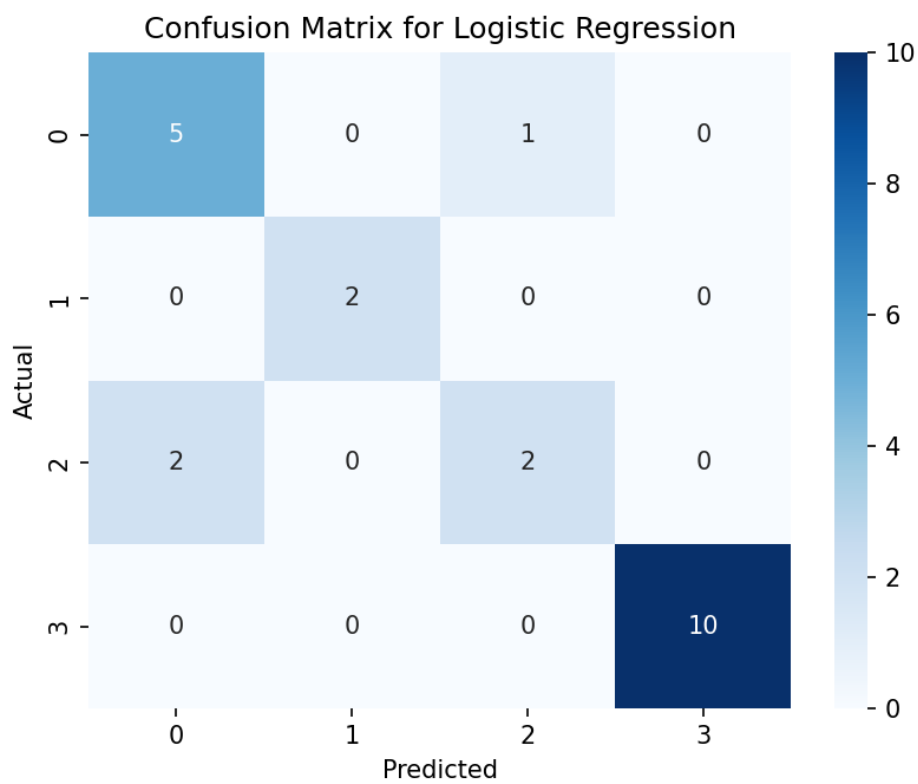 Confusion Matrix for Logistic Regression
10
0 5 0 1 0
8
1 0 2 0 0
6
Actual
4
2 2 0 2 0
2
3 0 0 0 10
0
0 1 2 3
Predicted